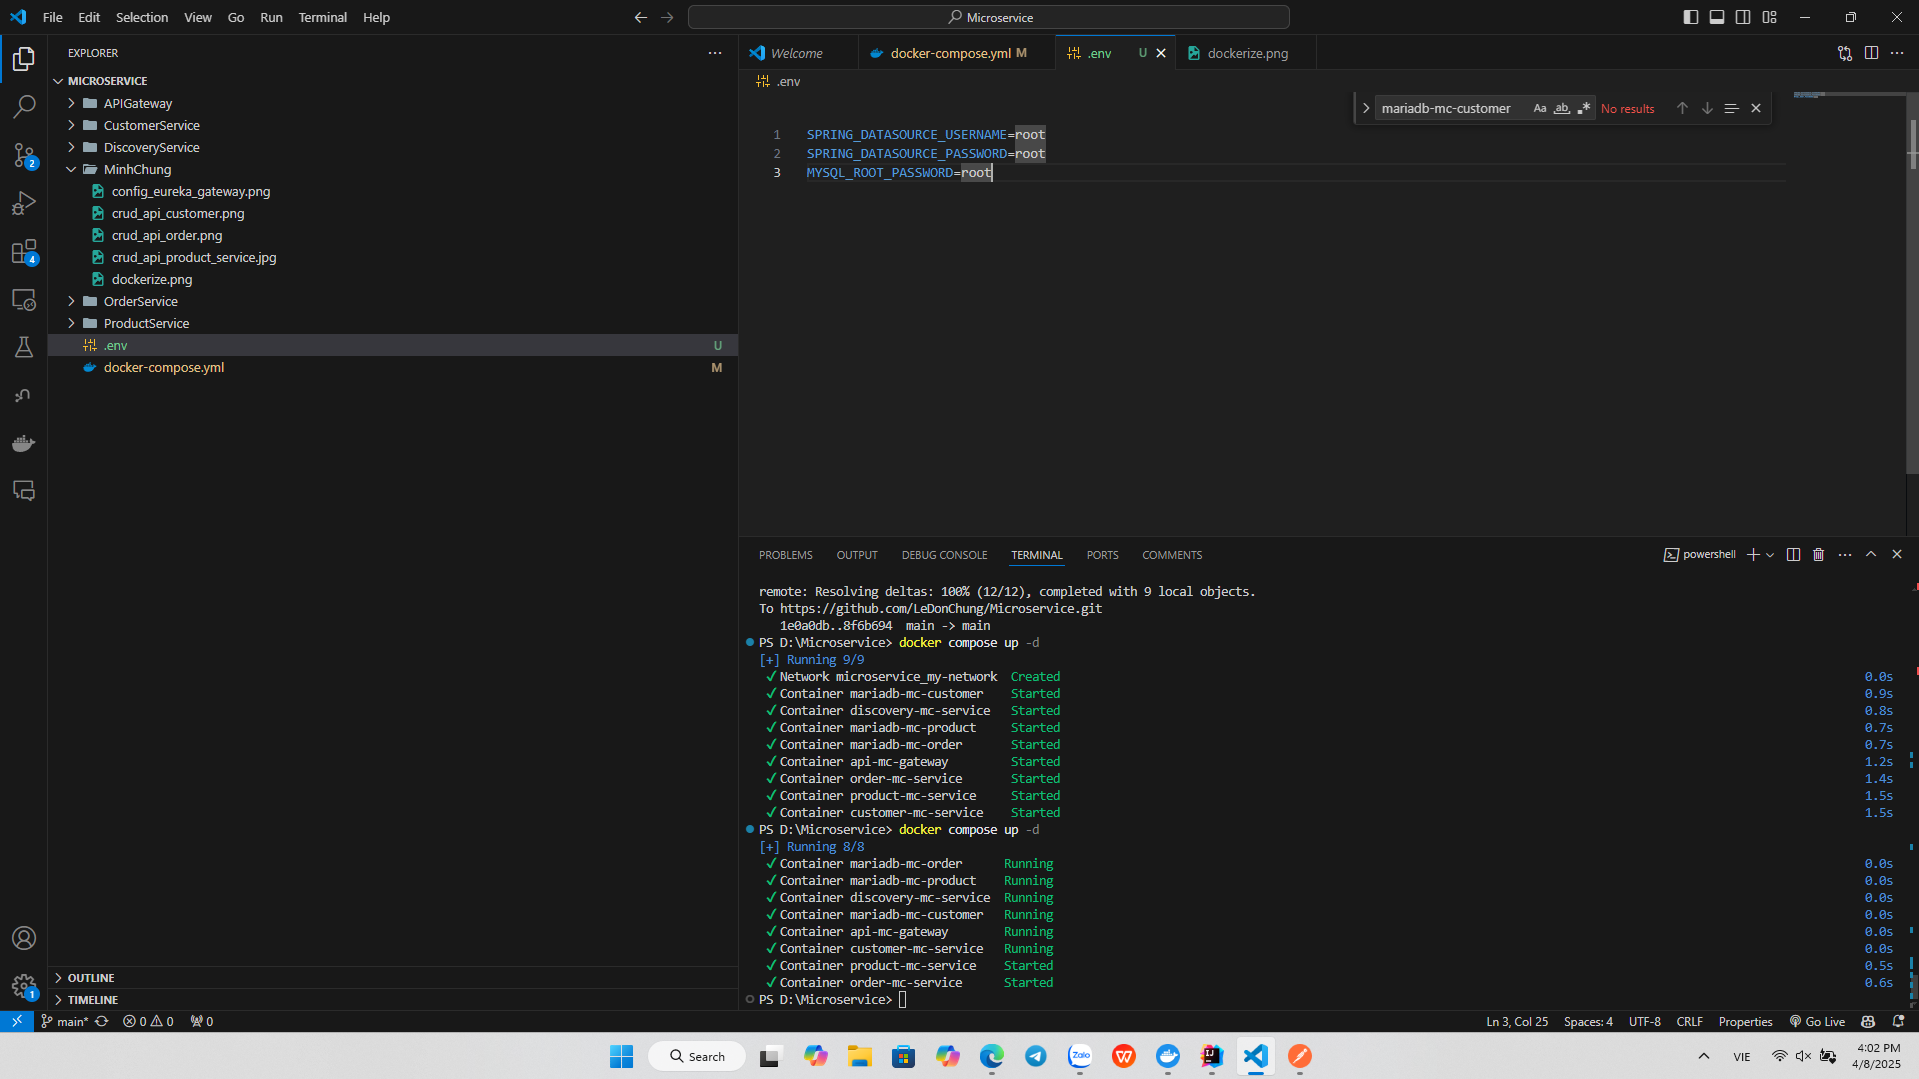 File Edit Selection View Go Run Terminal Help
Microservice
EXPLORER
MICROSERVICE
APIGateway
CustomerService
DiscoveryService
MinhChung
config_eureka_gateway.png
crud_api_customer.png
crud_api_order.png
crud_api_product_service.jpg
dockerize.png
OrderService
ProductService
.env U
docker-compose.yml M
OUTLINE
TIMELINE
2
4
1
Welcome docker-compose.yml M .env U dockerize.png
.env
mariadb-mc-customer Aa ab No results
1 SPRING_DATASOURCE_USERNAME=root
2 SPRING_DATASOURCE_PASSWORD=root
3 MYSQL_ROOT_PASSWORD=root
PROBLEMS OUTPUT DEBUG CONSOLE TERMINAL PORTS COMMENTS
powershell
remote: Resolving deltas: 100% (12/12), completed with 9 local objects.
To https://github.com/LeDonChung/Microservice.git
1e0a0db..8f6b694 main -> main
PS D:\Microservice> docker compose up -d
[+] Running 9/9
✓Network microservice_my-network Created 0.0s
✓Container mariadb-mc-customer Started 0.9s
✓Container discovery-mc-service Started 0.8s
✓Container mariadb-mc-product Started 0.7s
✓Container mariadb-mc-order Started 0.7s
✓Container api-mc-gateway Started 1.2s
✓Container order-mc-service Started 1.4s
✓Container product-mc-service Started 1.5s
✓Container customer-mc-service Started 1.5s
PS D:\Microservice> docker compose up -d
[+] Running 8/8
✓Container mariadb-mc-order Running 0.0s
✓Container mariadb-mc-product Running 0.0s
✓Container discovery-mc-service Running 0.0s
✓Container mariadb-mc-customer Running 0.0s
✓Container api-mc-gateway Running 0.0s
✓Container customer-mc-service Running 0.0s
✓Container product-mc-service Started 0.5s
✓Container order-mc-service Started 0.6s
PS D:\Microservice>
main* 0 0 0 Ln 3, Col 25 Spaces: 4 UTF-8 CRLF Properties Go Live
Search Zalo W IJ VIE 4:02 PM
4/8/2025